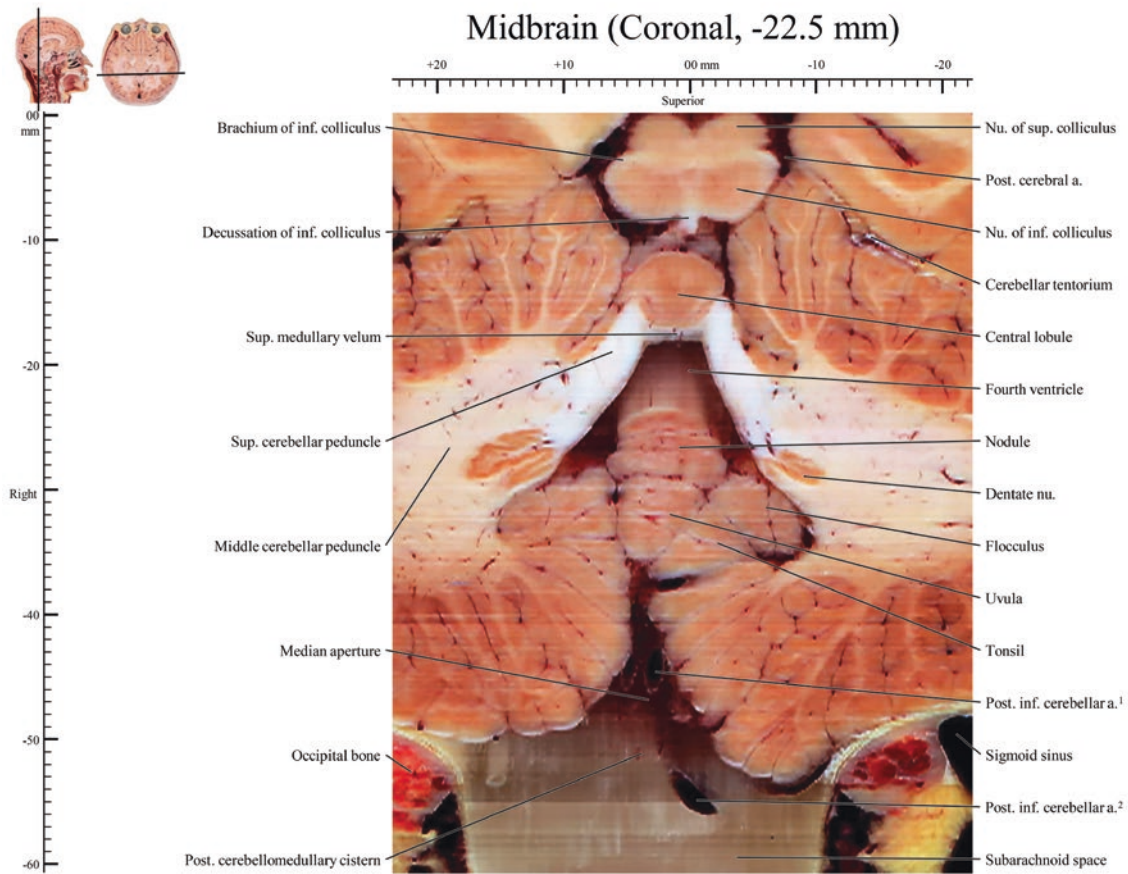 Midbrain (Coronal, -22.5 mm)
+20 +10 00 mm -10 -20
Superior
00
mm
-10
-20
Right
-30
-40
-50
-60
Brachium of inf. colliculus
Decussation of inf. colliculus
Sup. medullary velum
Sup. cerebellar peduncle
Middle cerebellar peduncle
Median aperture
Occipital bone
Post. cerebellomedullary cistern
Nu. of sup. colliculus
Post. cerebral a.
Nu. of inf. colliculus
Cerebellar tentorium
Central lobule
Fourth ventricle
Nodule
Dentate nu.
Flocculus
Uvula
Tonsil
Post. inf. cerebellar a.¹
Sigmoid sinus
Post. inf. cerebellar a.²
Subarachnoid space